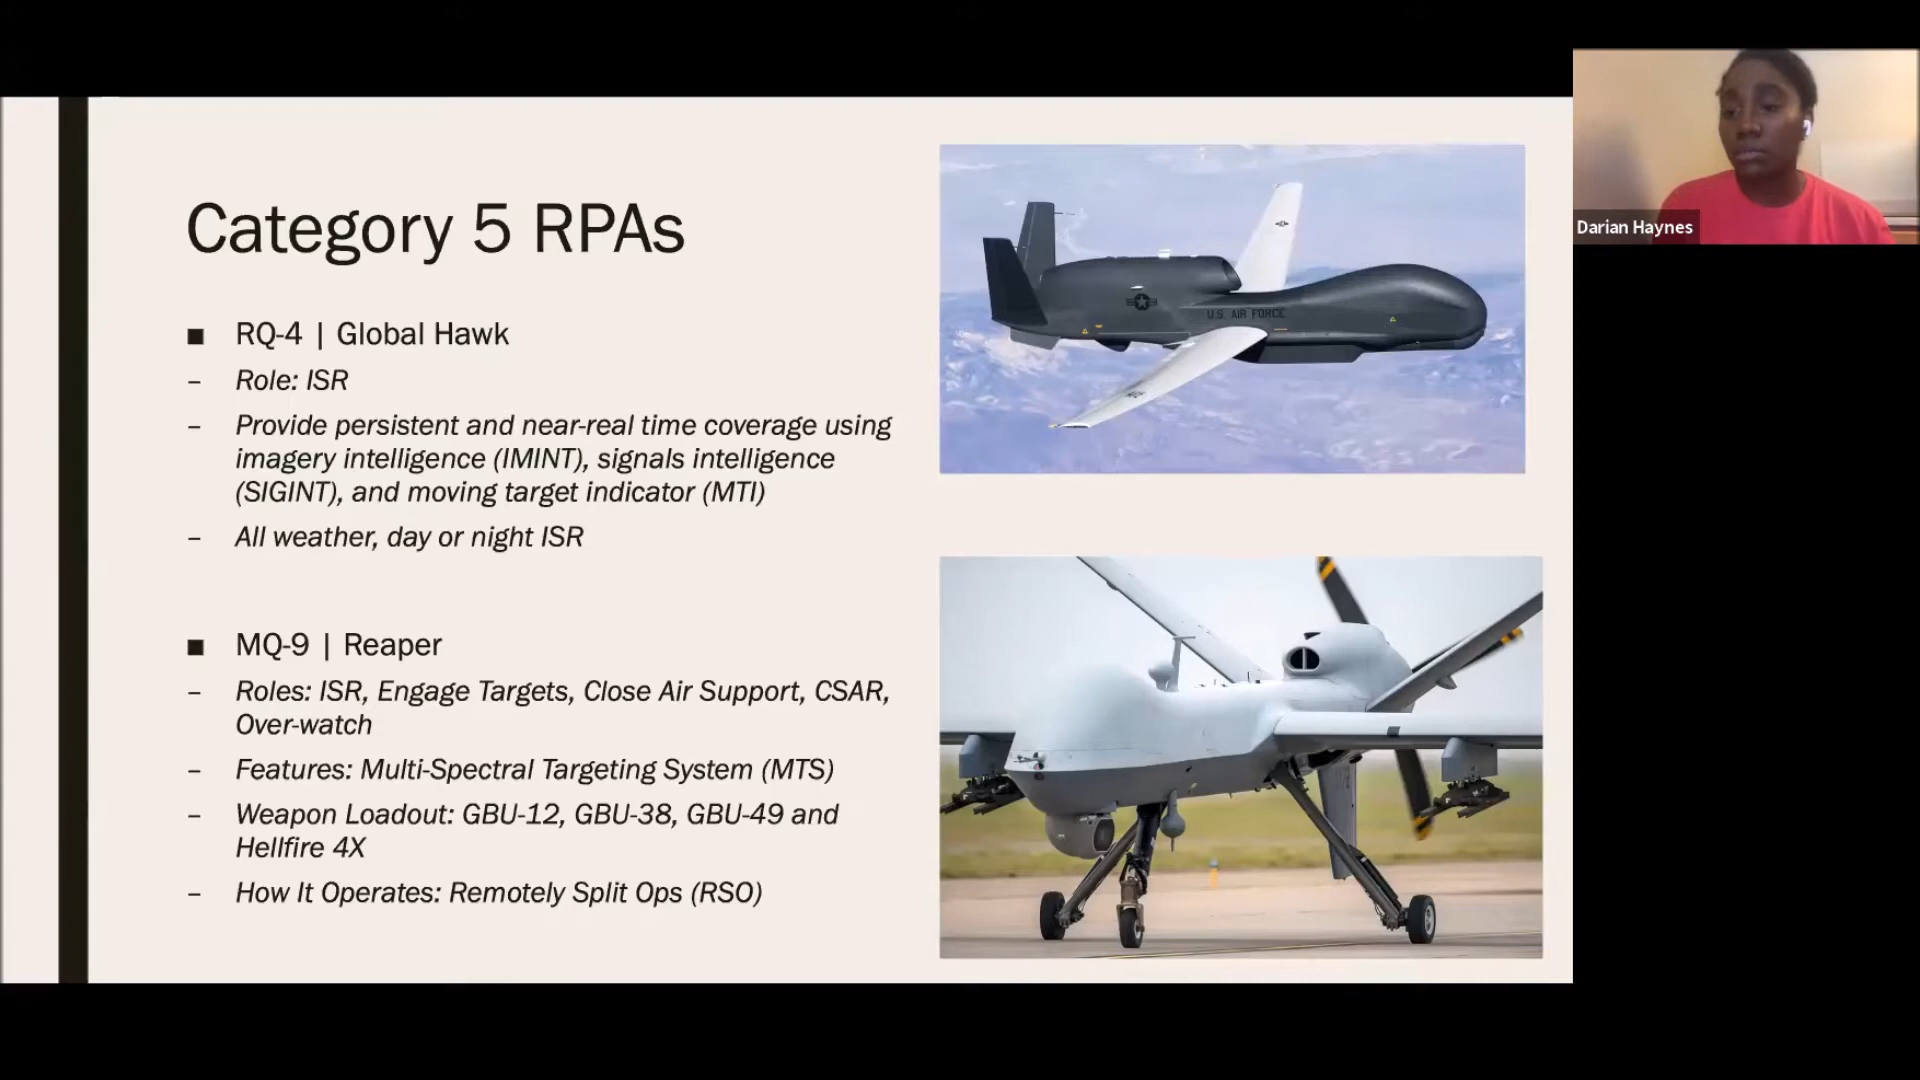 Category 5 RPAs
■ RQ-4 | Global Hawk
– Role: ISR
– Provide persistent and near-real time coverage using
imagery intelligence (IMINT), signals intelligence
(SIGINT), and moving target indicator (MTI)
– All weather, day or night ISR
■ MQ-9 | Reaper
– Roles: ISR, Engage Targets, Close Air Support, CSAR,
Over-watch
– Features: Multi-Spectral Targeting System (MTS)
– Weapon Loadout: GBU-12, GBU-38, GBU-49 and
Hellfire 4X
– How It Operates: Remotely Split Ops (RSO)
U.S. AIR FORCE
Darian Haynes